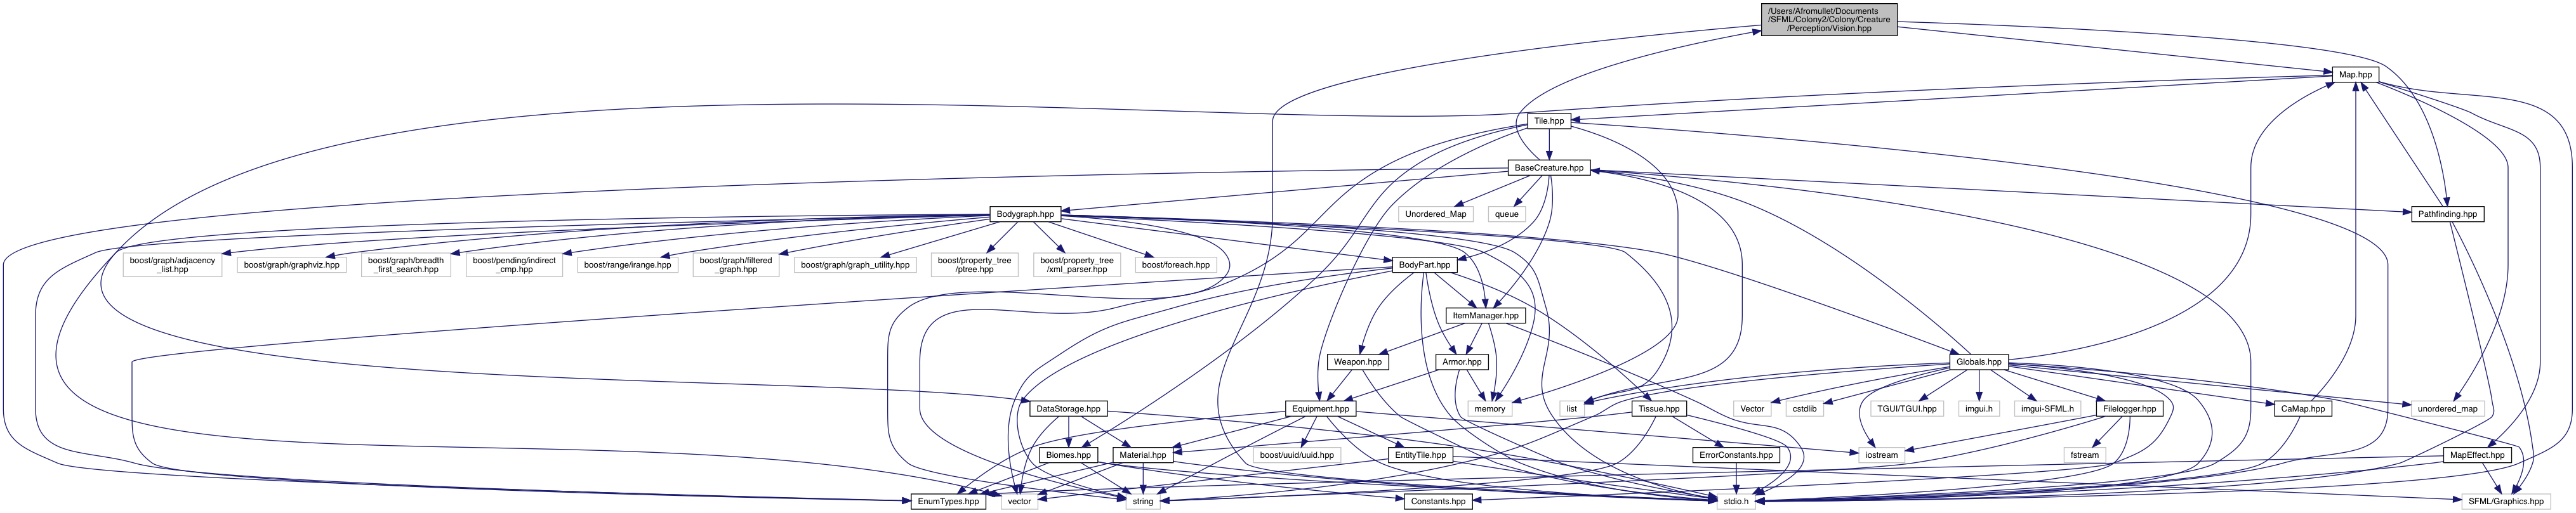 /Users/Afromullet/Documents
/SFML/Colony2/Colony/Creature
/Perception/Vision.hpp
Map.hpp
Tile.hpp
BaseCreature.hpp
Bodygraph.hpp
Unordered_Map
queue
Pathfinding.hpp
boost/graph/adjacency
_list.hpp
boost/graph/graphviz.hpp
boost/graph/breadth
_first_search.hpp
boost/pending/indirect
_cmp.hpp
boost/range/irange.hpp
boost/graph/filtered
_graph.hpp
boost/graph/graph_utility.hpp
boost/property_tree
/ptree.hpp
boost/property_tree
/xml_parser.hpp
boost/foreach.hpp
BodyPart.hpp
ItemManager.hpp
Weapon.hpp
Armor.hpp
Globals.hpp
DataStorage.hpp
Equipment.hpp
memory
list
Tissue.hpp
Vector
cstdlib
TGUI/TGUI.hpp
imgui.h
imgui-SFML.h
Filelogger.hpp
CaMap.hpp
unordered_map
Biomes.hpp
Material.hpp
boost/uuid/uuid.hpp
EntityTile.hpp
ErrorConstants.hpp
iostream
fstream
MapEffect.hpp
EnumTypes.hpp
vector
string
Constants.hpp
stdio.h
SFML/Graphics.hpp